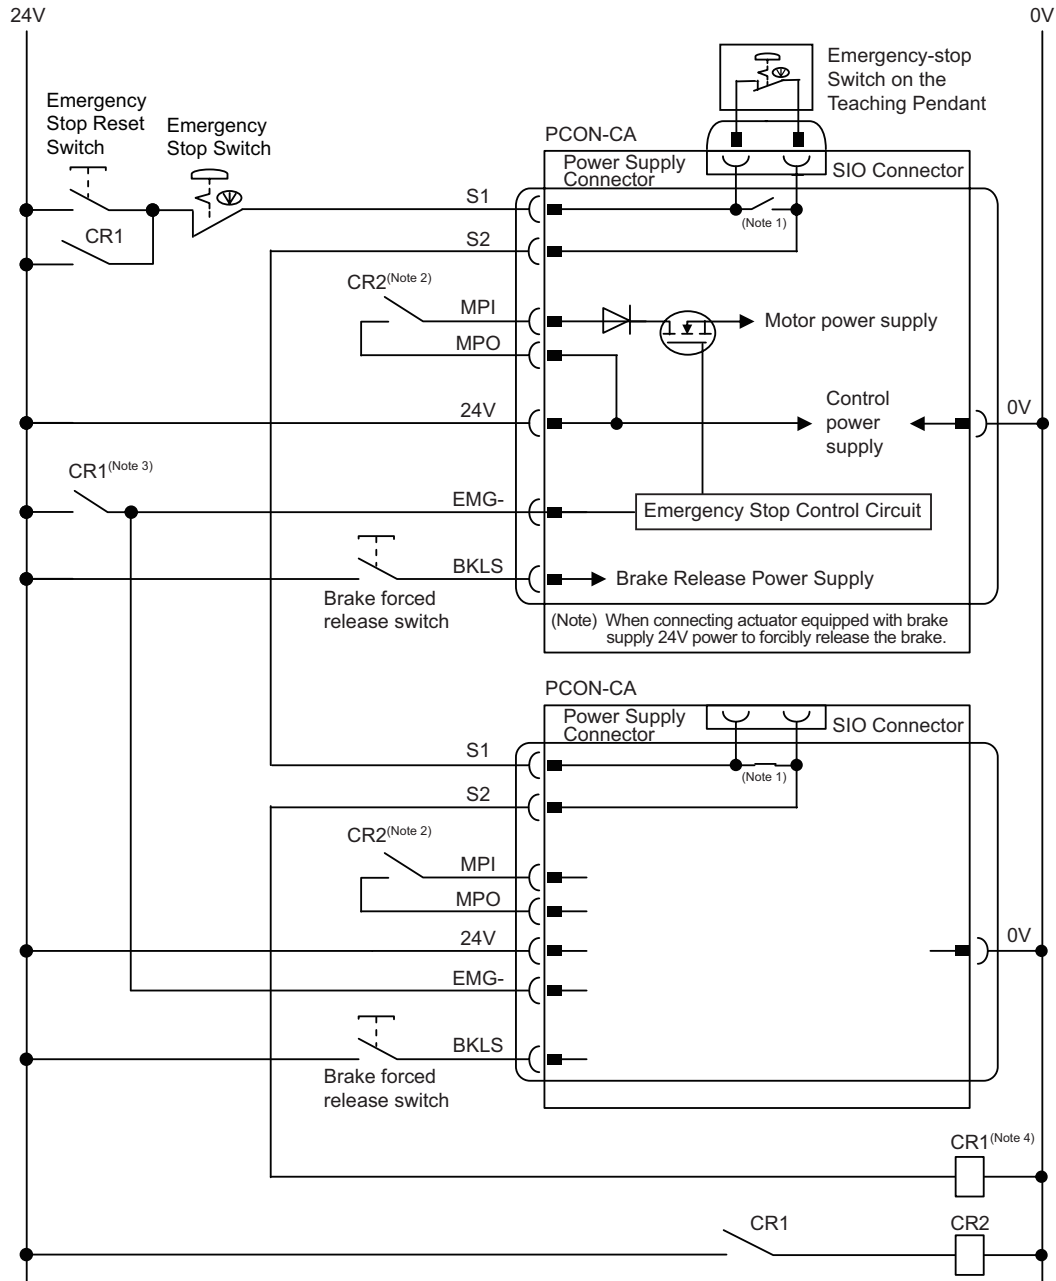 24V
0V
Emergency-stop
Switch on the
Teaching Pendant
Emergency
Stop Reset
Switch
Emergency
Stop Switch
PCON-CA
Power Supply
Connector
SIO Connector
S1
(Note 1)
CR1
S2
CR2(Note 2)
MPI
Motor power supply
MPO
Control
power
supply
24V
0V
CR1(Note 3)
EMG-
Emergency Stop Control Circuit
BKLS
Brake Release Power Supply
Brake forced
release switch
(Note) When connecting actuator equipped with brake
supply 24V power to forcibly release the brake.
PCON-CA
Power Supply
Connector
SIO Connector
S1
(Note 1)
S2
CR2(Note 2)
MPI
MPO
24V
0V
EMG-
BKLS
Brake forced
release switch
CR1(Note 4)
CR1
CR2